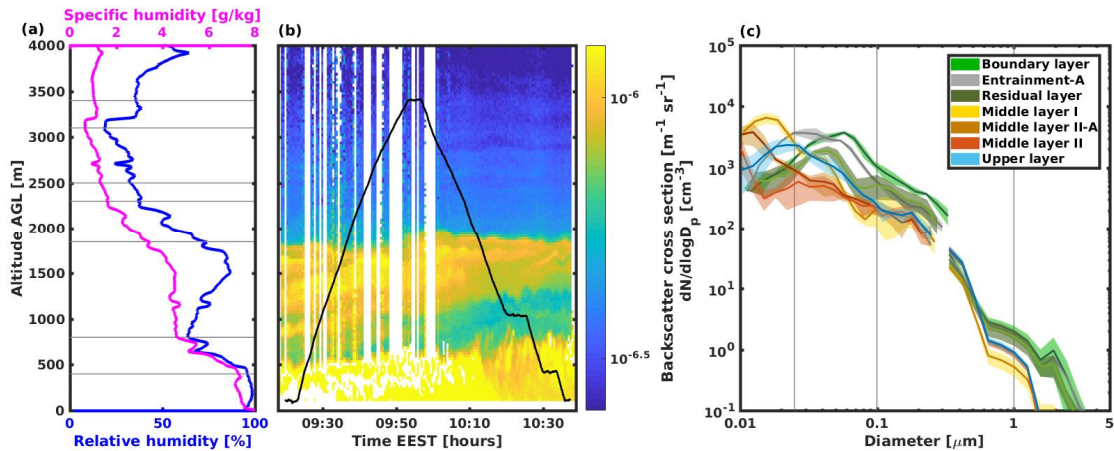 Specific humidity [g/kg]
(a)
0 2 4 6 8
4000
3500
3000
2500
2000
1500
1000
500
0
Altitude AGL [m]
0 50 100
Relative humidity [%]
(b)
09:30 09:50 10:10 10:30
Time EEST [hours]
10-6
10-6.5
Backscatter cross section [m-1 sr-1]
(c)
105
104
103
102
101
100
10-1
dN/dlogDp [cm-3]
0.01 0.1 1 5
Diameter [μm]
Boundary layer
Entrainment-A
Residual layer
Middle layer I
Middle layer II-A
Middle layer II
Upper layer